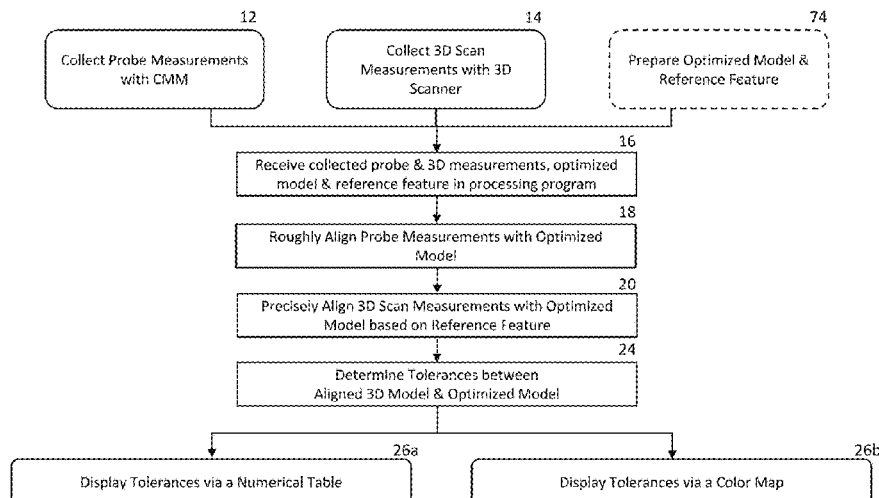 12
14
74
Collect Probe Measurements
with CMM
Collect 3D Scan
Measurements with 3D
Scanner
Prepare Optimized Model &
Reference Feature
16
Receive collected probe & 3D measurements, optimized
model & reference feature in processing program
18
Roughly Align Probe Measurements with Optimized
Model
20
Precisely Align 3D Scan Measurements with Optimized
Model based on Reference Feature
24
Determine Tolerances between
Aligned 3D Model & Optimized Model
26a
26b
Display Tolerances via a Numerical Table
Display Tolerances via a Color Map